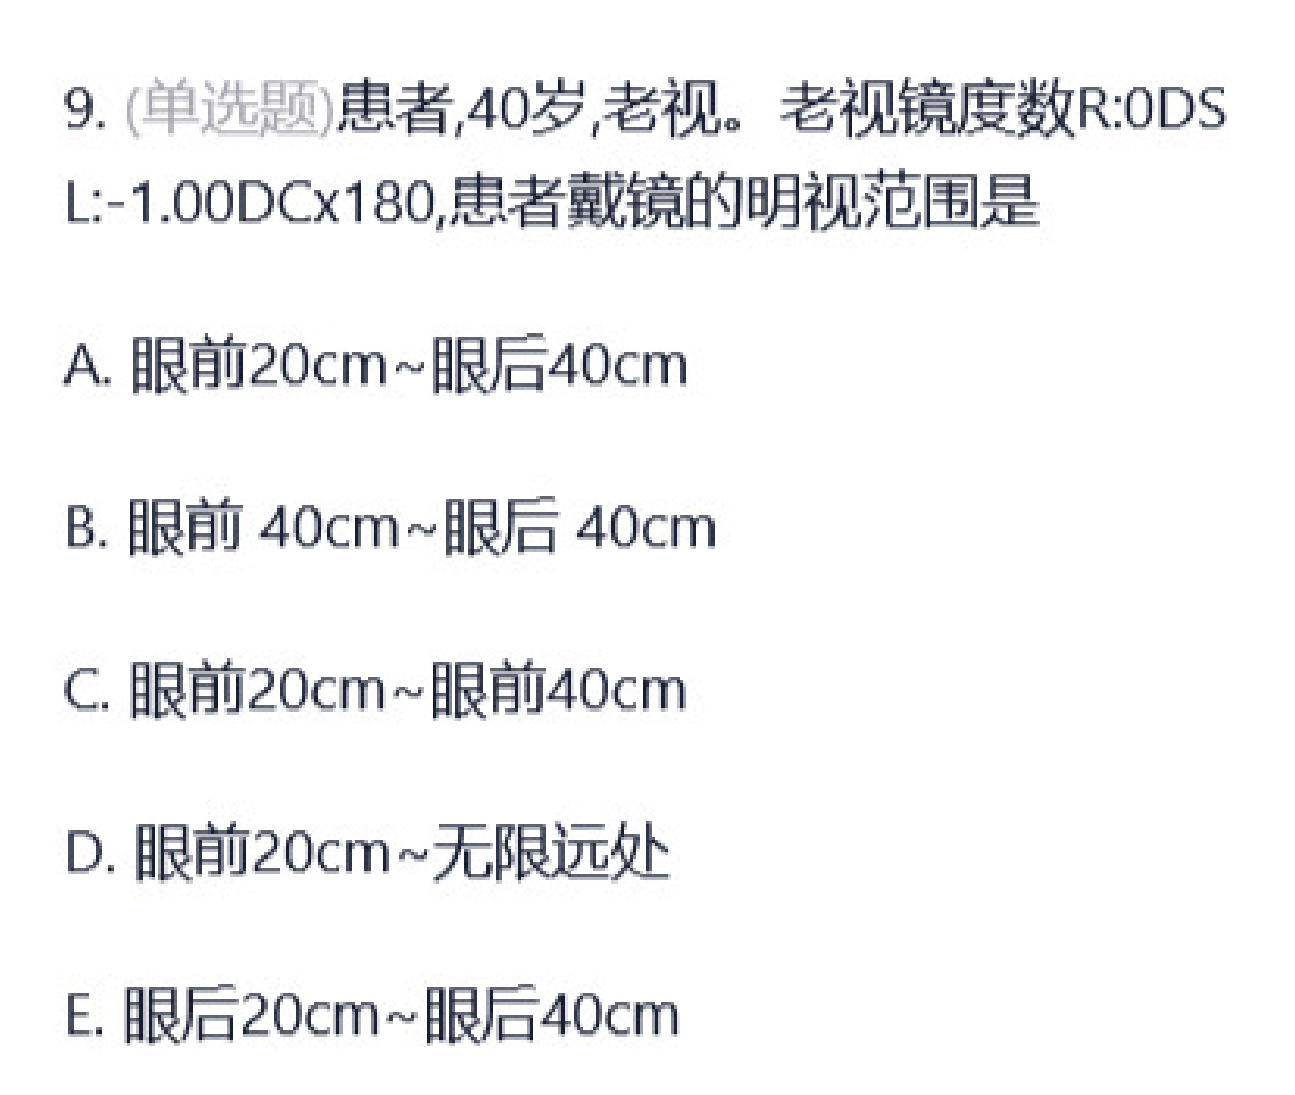 9. (单选题)患者,40岁,老视。老视镜度数R:0DS
L:-1.00DCx180,患者戴镜的明视范围是
A. 眼前20cm~眼后40cm
B. 眼前 40cm~眼后 40cm
C. 眼前20cm~眼前40cm
D. 眼前20cm~无限远处
E. 眼后20cm~眼后40cm